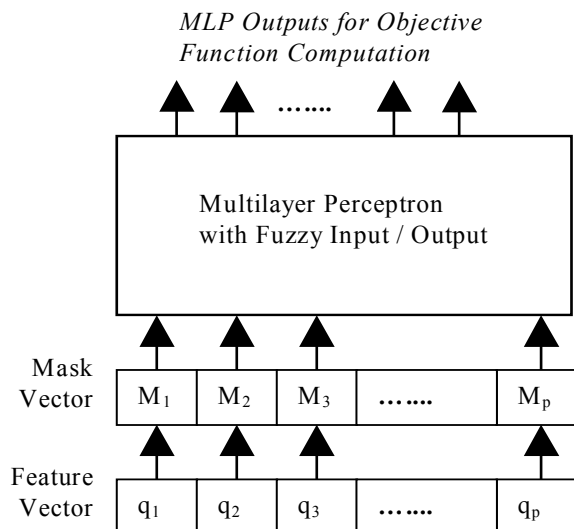 MLP Outputs for Objective
Function Computation
…....
Multilayer Perceptron
with Fuzzy Input / Output
Mask
Vector
M₁ M₂ M₃ ….... Mₚ
Feature
Vector
q₁ q₂ q₃ ….... qₚ